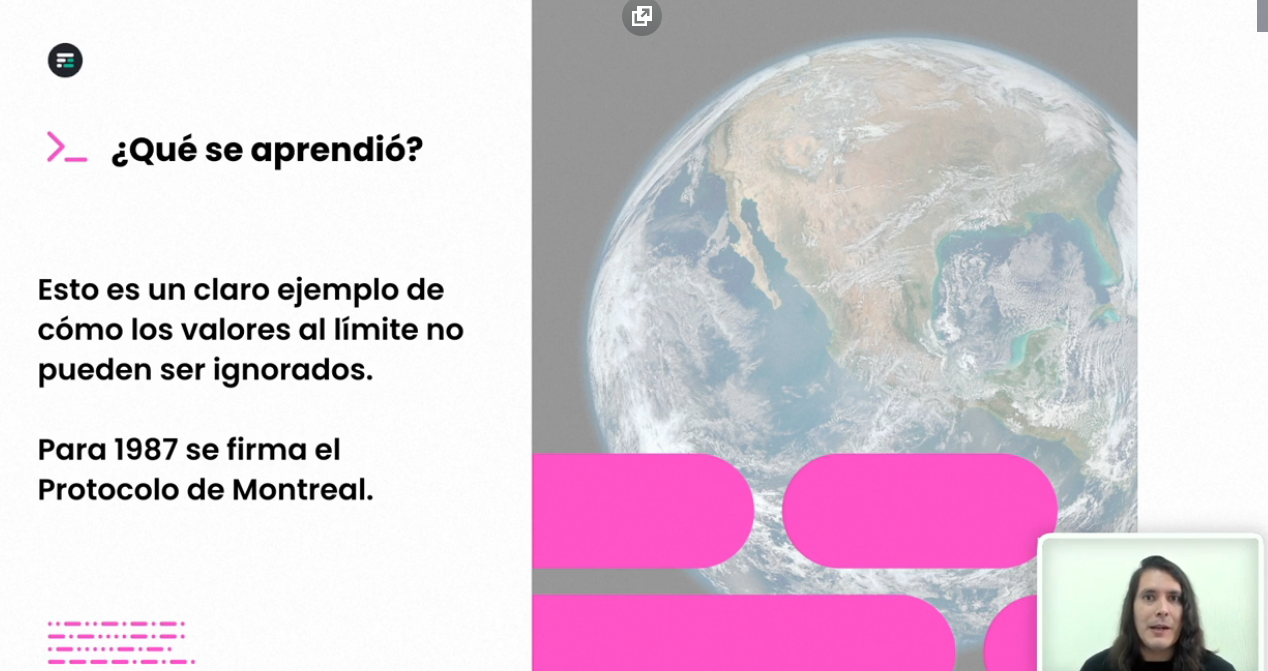 ¿Qué se aprendió?
Esto es un claro ejemplo de
cómo los valores al límite no
pueden ser ignorados.
Para 1987 se firma el
Protocolo de Montreal.